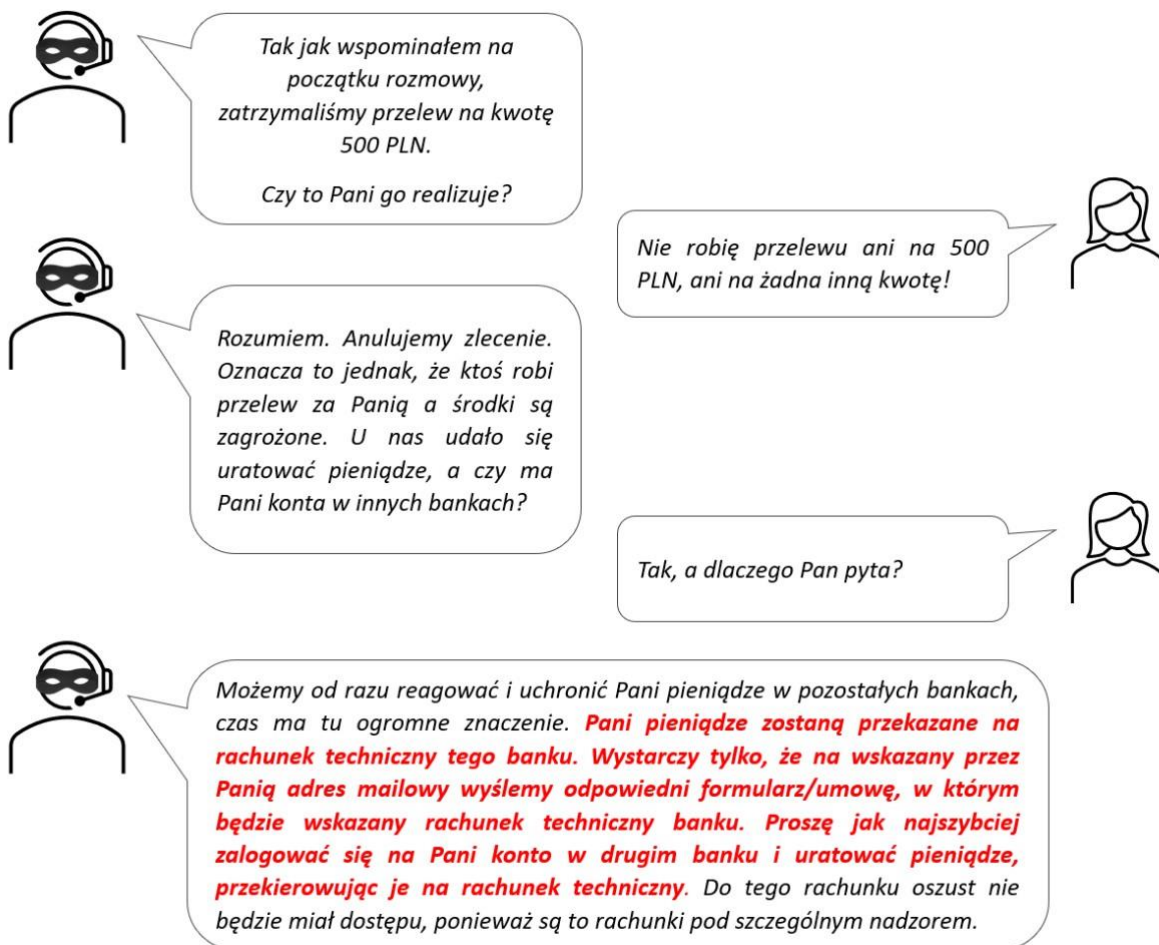 Tak jak wspominałem na
początku rozmowy,
zatrzymaliśmy przelew na kwotę
500 PLN.
Czy to Pani go realizuje?
Nie robię przelewu ani na 500
PLN, ani na żadna inną kwotę!
Rozumiem. Anulujemy zlecenie.
Oznacza to jednak, że ktoś robi
przelew za Panią a środki są
zagrożone. U nas udało się
uratować pieniądze, a czy ma
Pani konta w innych bankach?
Tak, a dlaczego Pan pyta?
Możemy od razu reagować i uchronić Pani pieniądze w pozostałych bankach,
czas ma tu ogromne znaczenie. Pani pieniądze zostaną przekazane na
rachunek techniczny tego banku. Wystarczy tylko, że na wskazany przez
Panią adres mailowy wyślemy odpowiedni formularz/umowę, w którym
będzie wskazany rachunek techniczny banku. Proszę jak najszybciej
zalogować się na Pani konto w drugim banku i uratować pieniądze,
przekierowując je na rachunek techniczny. Do tego rachunku oszust nie
będzie miał dostępu, ponieważ są to rachunki pod szczególnym nadzorem.